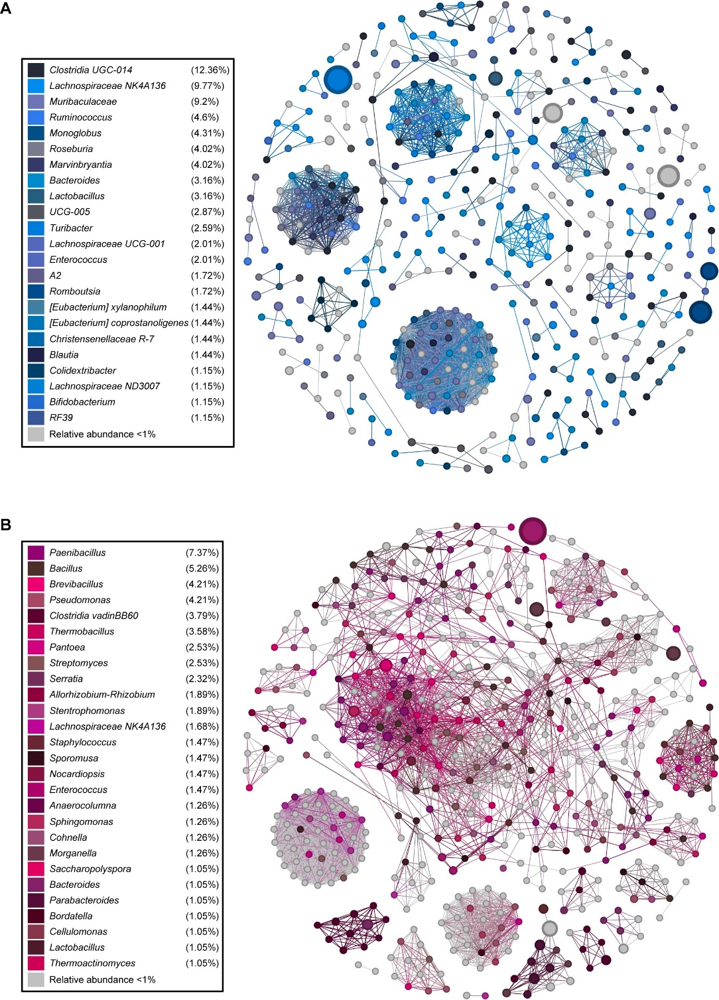 A
Clostridia UGC-014 (12.36%)
Lachnospiraceae NK4A136 (9.77%)
Muribaculaceae (9.2%)
Ruminococcus (4.6%)
Monoglobus (4.31%)
Roseburia (4.02%)
Marvinbryantia (4.02%)
Bacteroides (3.16%)
Lactobacillus (3.16%)
UCG-005 (2.87%)
Turibacter (2.59%)
Lachnospiraceae UCG-001 (2.01%)
Enterococcus (2.01%)
A2 (1.72%)
Romboutsia (1.72%)
[Eubacterium] xylanophilum (1.44%)
[Eubacterium] coprostanoligenes (1.44%)
Christensenellaceae R-7 (1.44%)
Blautia (1.44%)
Colidextribacter (1.15%)
Lachnospiraceae ND3007 (1.15%)
Bifidobacterium (1.15%)
RF39 (1.15%)
Relative abundance <1%
B
Paenibacillus (7.37%)
Bacillus (5.26%)
Brevibacillus (4.21%)
Pseudomonas (4.21%)
Clostridia vadinBB60 (3.79%)
Thermobacillus (3.58%)
Pantoea (2.53%)
Streptomyces (2.53%)
Serratia (2.32%)
Allorhizobium-Rhizobium (1.89%)
Stentrophomonas (1.89%)
Lachnospiraceae NK4A136 (1.68%)
Staphylococcus (1.47%)
Sporomusa (1.47%)
Nocardiopsis (1.47%)
Enterococcus (1.47%)
Anaerocolumna (1.26%)
Sphingomonas (1.26%)
Cohnella (1.26%)
Morganella (1.26%)
Saccharopolyspora (1.05%)
Bacteroides (1.05%)
Parabacteroides (1.05%)
Bordatella (1.05%)
Cellulomonas (1.05%)
Lactobacillus (1.05%)
Thermoactinomyces (1.05%)
Relative abundance <1%